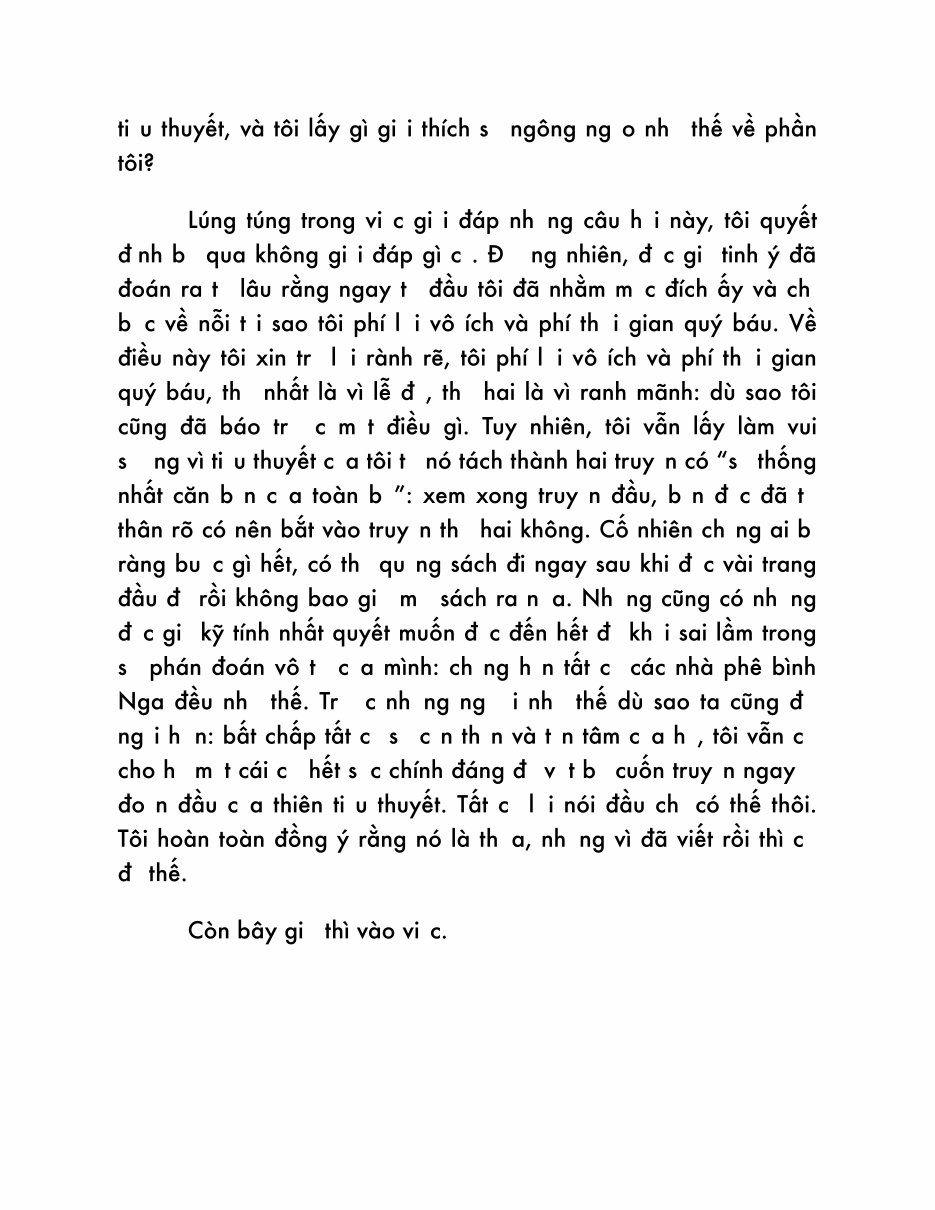 ti u thuyết, và tôi lấy gì gi i thích s ngông ng o nh thế về phần
tôi?
Lúng túng trong vi c gi i đáp nh ng câu h i này, tôi quyết
đ nh b qua không gi i đáp gì c . Đ ng nhiên, đ c gi tinh ý đã
đoán ra t lâu rằng ngay t đầu tôi đã nhằm m c đích ấy và ch
b c về nỗi t i sao tôi phí l i vô ích và phí th i gian quý báu. Về
điều này tôi xin tr l i rành rẽ, tôi phí l i vô ích và phí th i gian
quý báu, th nhất là vì lễ đ , th hai là vì ranh mãnh: dù sao tôi
cũng đã báo tr c m t điều gì. Tuy nhiên, tôi vẫn lấy làm vui
s ng vì ti u thuyết c a tôi t nó tách thành hai truy n có “s thống
nhất căn b n c a toàn b ”: xem xong truy n đầu, b n đ c đã t
thân rõ có nên bắt vào truy n th hai không. Cố nhiên ch ng ai b
ràng bu c gì hết, có th qu ng sách đi ngay sau khi đ c vài trang
đầu đ rồi không bao gi m sách ra n a. Nh ng cũng có nh ng
đ c gi kỹ tính nhất quyết muốn đ c đến hết đ kh i sai lầm trong
s phán đoán vô t c a mình: ch ng h n tất c các nhà phê bình
Nga đều nh thế. Tr c nh ng ng i nh thế dù sao ta cũng đ
ng i h n: bất chấp tất c s c n th n và t n tâm c a h , tôi vẫn c
cho h m t cái c hết s c chính đáng đ v t b cuốn truy n ngay
đo n đầu c a thiên ti u thuyết. Tất c l i nói đầu ch có thế thôi.
Tôi hoàn toàn đồng ý rằng nó là th a, nh ng vì đã viết rồi thì c
đ thế.
Còn bây gi thì vào vi c.